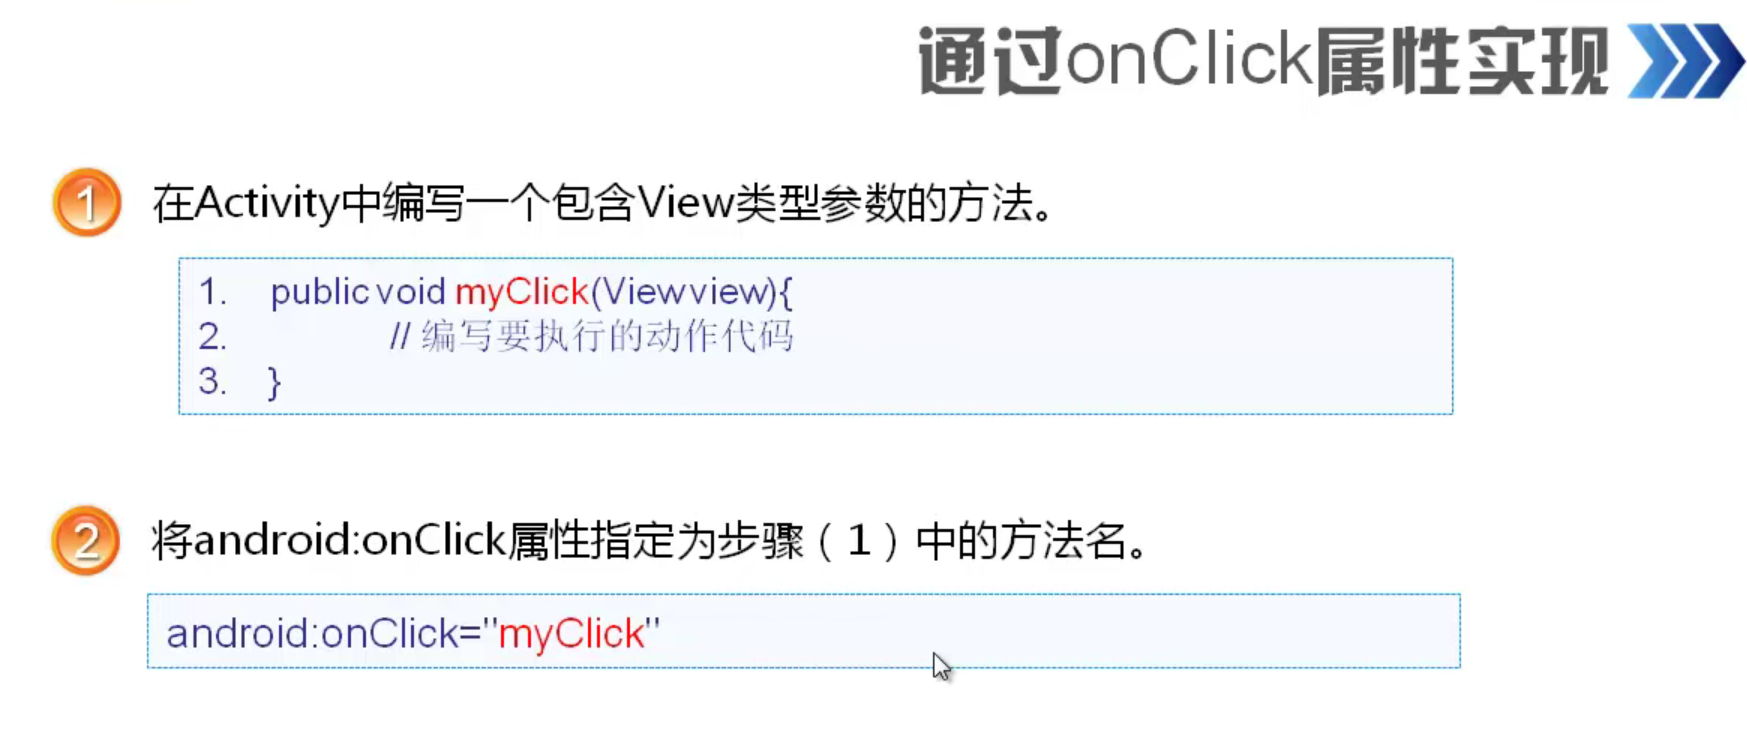 通过onClick属性实现
1 在Activity中编写一个包含View类型参数的方法。
1. public void myClick(View view){
2. // 编写要执行的动作代码
3. }
2 将android:onClick属性指定为步骤（1）中的方法名。
android:onClick="myClick"